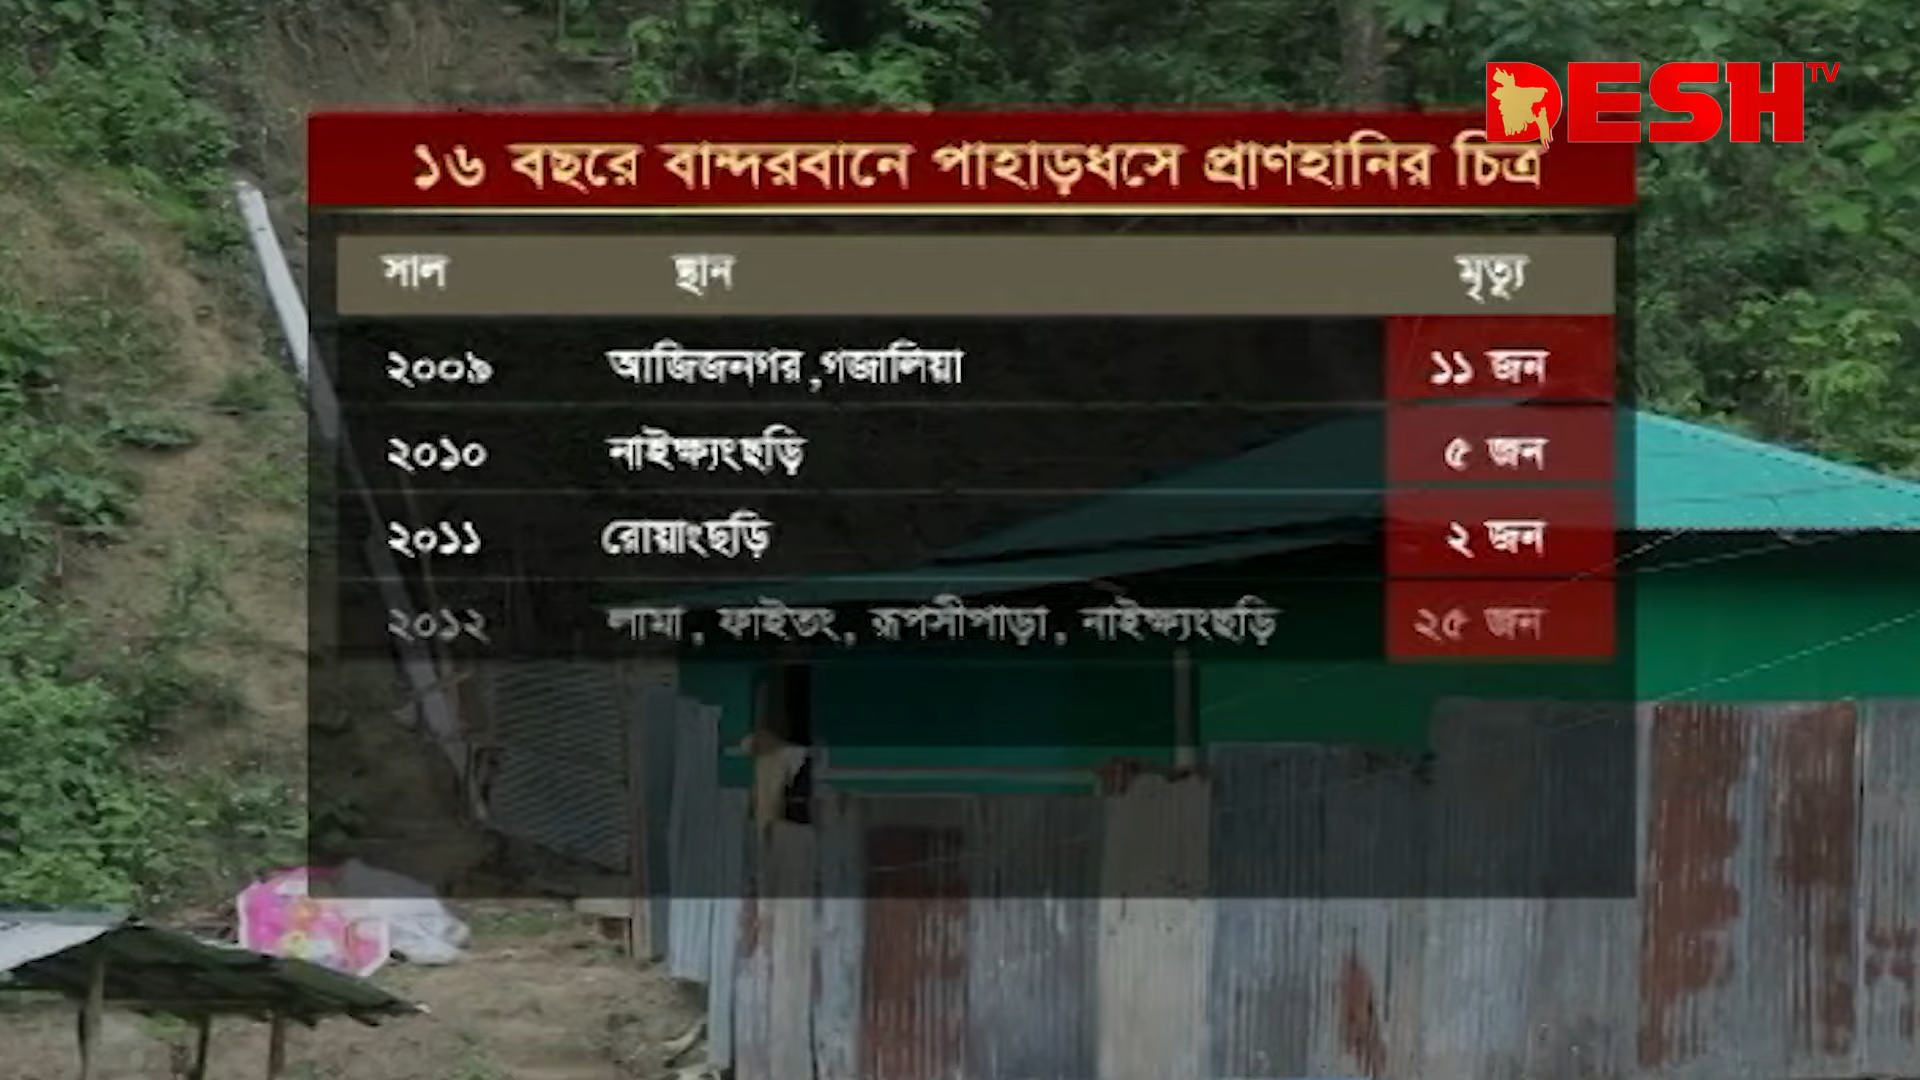 DESH TV
১৬ বছরে বান্দরবানে পাহাড়ধসে প্রাণহানির চিত্র
সাল স্থান মৃত্যু
২০০৯ আজিজনগর ,গজালিয়া ১১ জন
২০১০ নাইক্ষ্যংছড়ি ৫ জন
২০১১ রোয়াংছড়ি ২ জন
২০১২ লামা , ফাইতং, রূপসীপাড়া , নাইক্ষ্যংছড়ি ২৫ জন